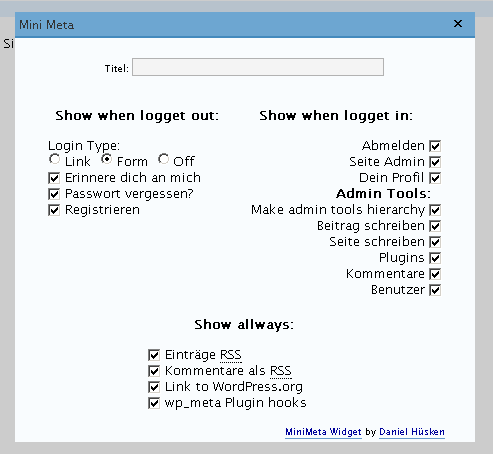 Mini Meta
Si
Titel:
Show when logget out:
Login Type:
Link Form Off
Erinnere dich an mich
Passwort vergessen?
Registrieren
Show when logget in:
Abmelden
Seite Admin
Dein Profil
Admin Tools:
Make admin tools hierarchy
Beitrag schreiben
Seite schreiben
Plugins
Kommentare
Benutzer
Show allways:
Einträge RSS
Kommentare als RSS
Link to WordPress.org
wp_meta Plugin hooks
MiniMeta Widget by Daniel Hüsken